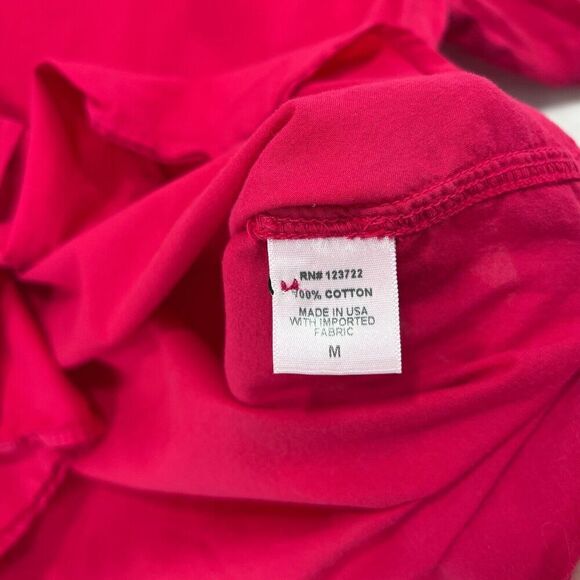 RN# 123722
100% COTTON
MADE IN USA
WITH IMPORTED
FABRIC
M